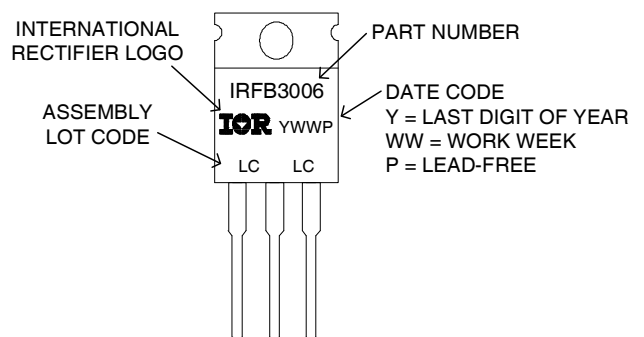 INTERNATIONAL
RECTIFIER LOGO
PART NUMBER
IRFB3006
IOR YWWP
ASSEMBLY
LOT CODE
LC LC
DATE CODE
Y = LAST DIGIT OF YEAR
WW = WORK WEEK
P = LEAD-FREE